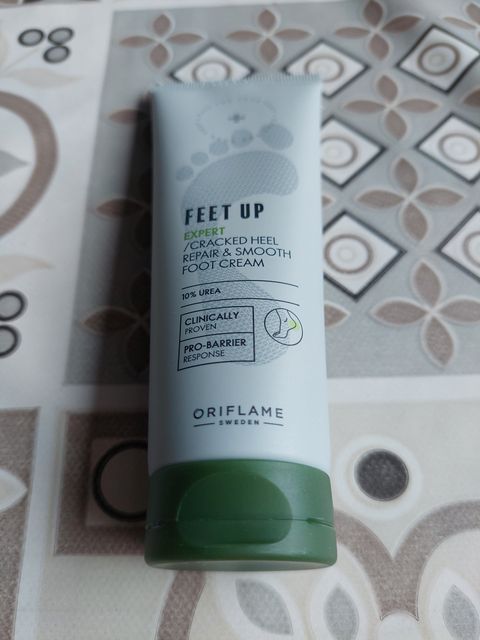 FEET UP
EXPERT
/CRACKED HEEL
REPAIR & SMOOTH
FOOT CREAM
10% UREA
CLINICALLY
PROVEN
PRO-BARRIER
RESPONSE
ORIFLAME
SWEDEN